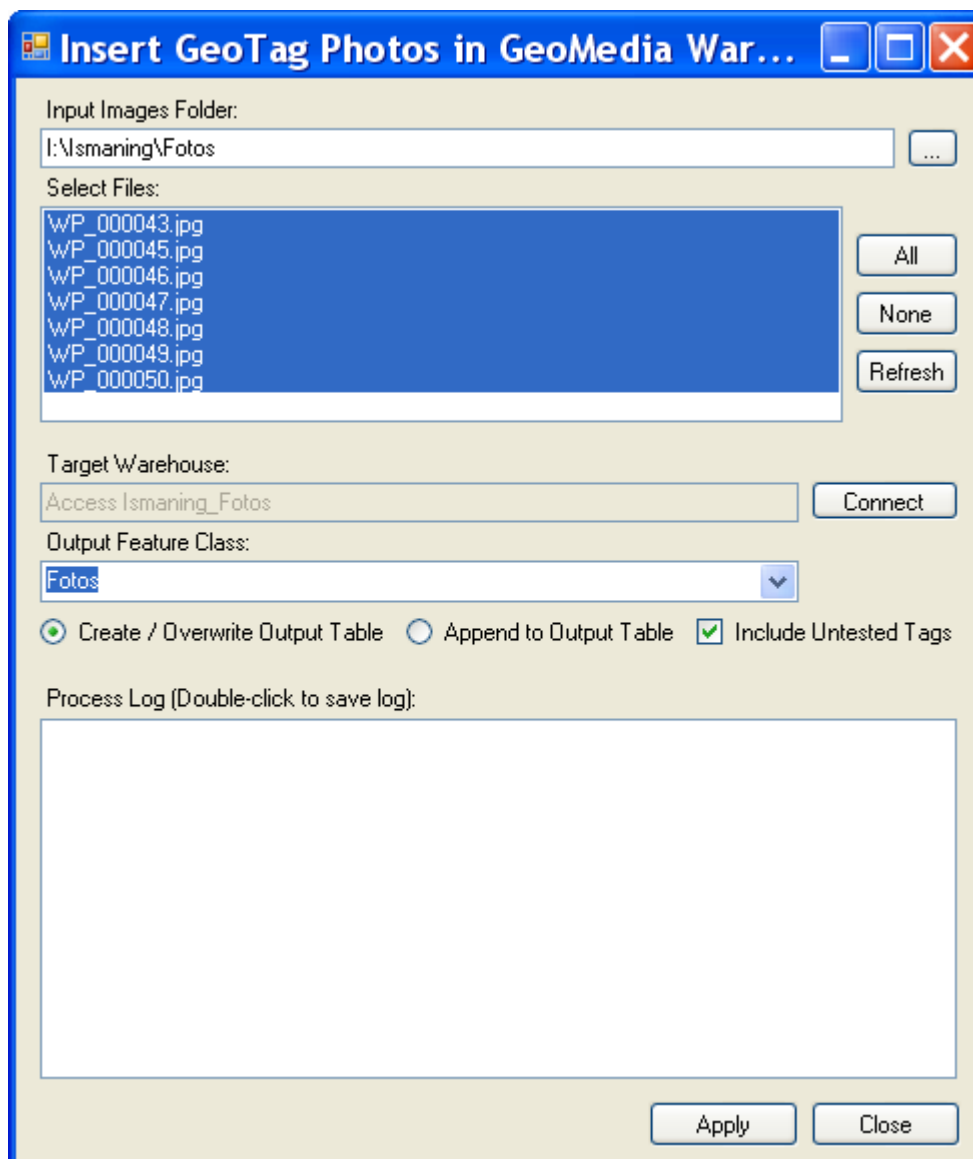 Insert GeoTag Photos in GeoMedia War...
Input Images Folder:
I:\Ismaning\Fotos
...
Select Files:
WP_000043.jpg
WP_000045.jpg
WP_000046.jpg
WP_000047.jpg
WP_000048.jpg
WP_000049.jpg
WP_000050.jpg
All
None
Refresh
Target Warehouse:
Access Ismaning_Fotos
Connect
Output Feature Class:
Fotos
Create / Overwrite Output Table
Append to Output Table
Include Untested Tags
Process Log (Double-click to save log):
Apply
Close